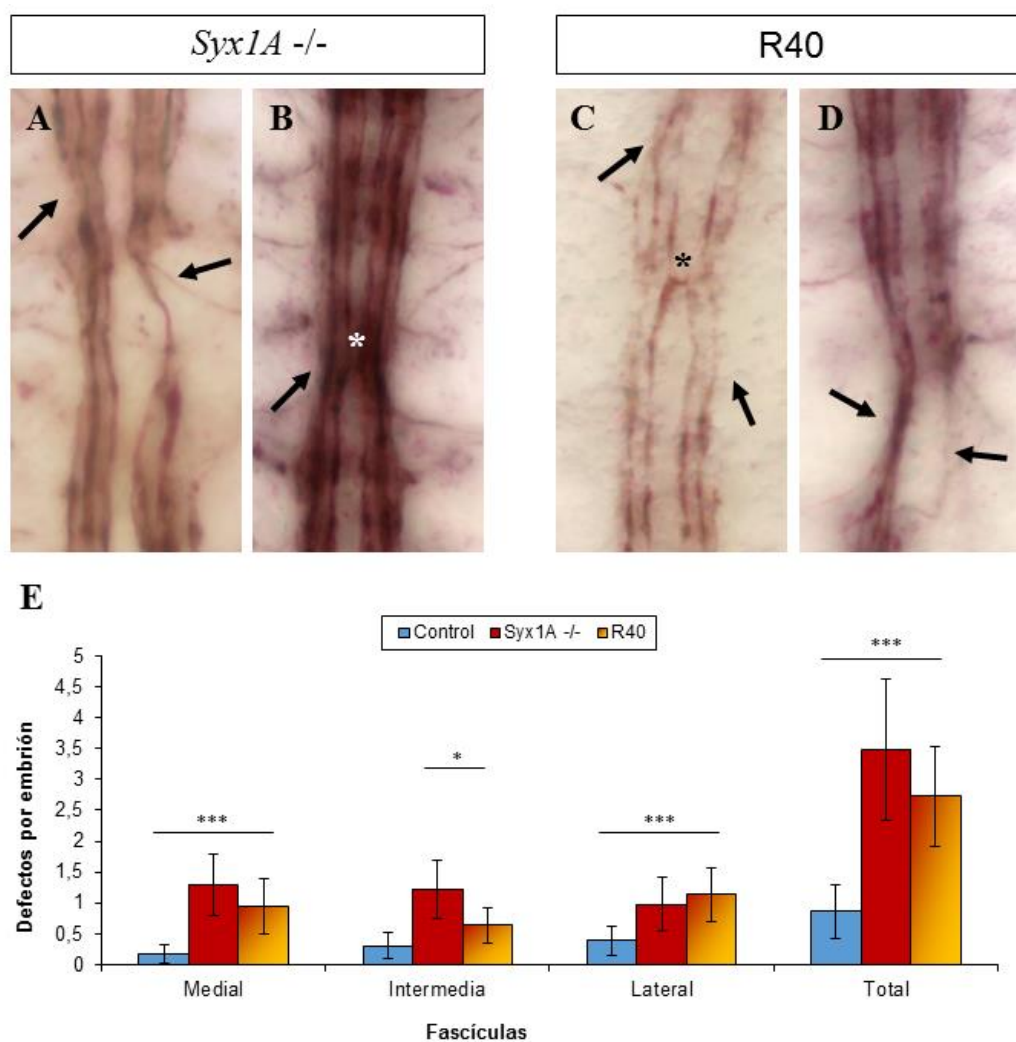 Syx1A -/-
R40
A
B
C
D
*
*
E
Control Syx1A -/- R40
Defectos por embrión
5
4,5
4
3,5
3
2,5
2
1,5
1
0,5
0
***
*
***
***
Medial Intermedia Lateral Total
Fascículas